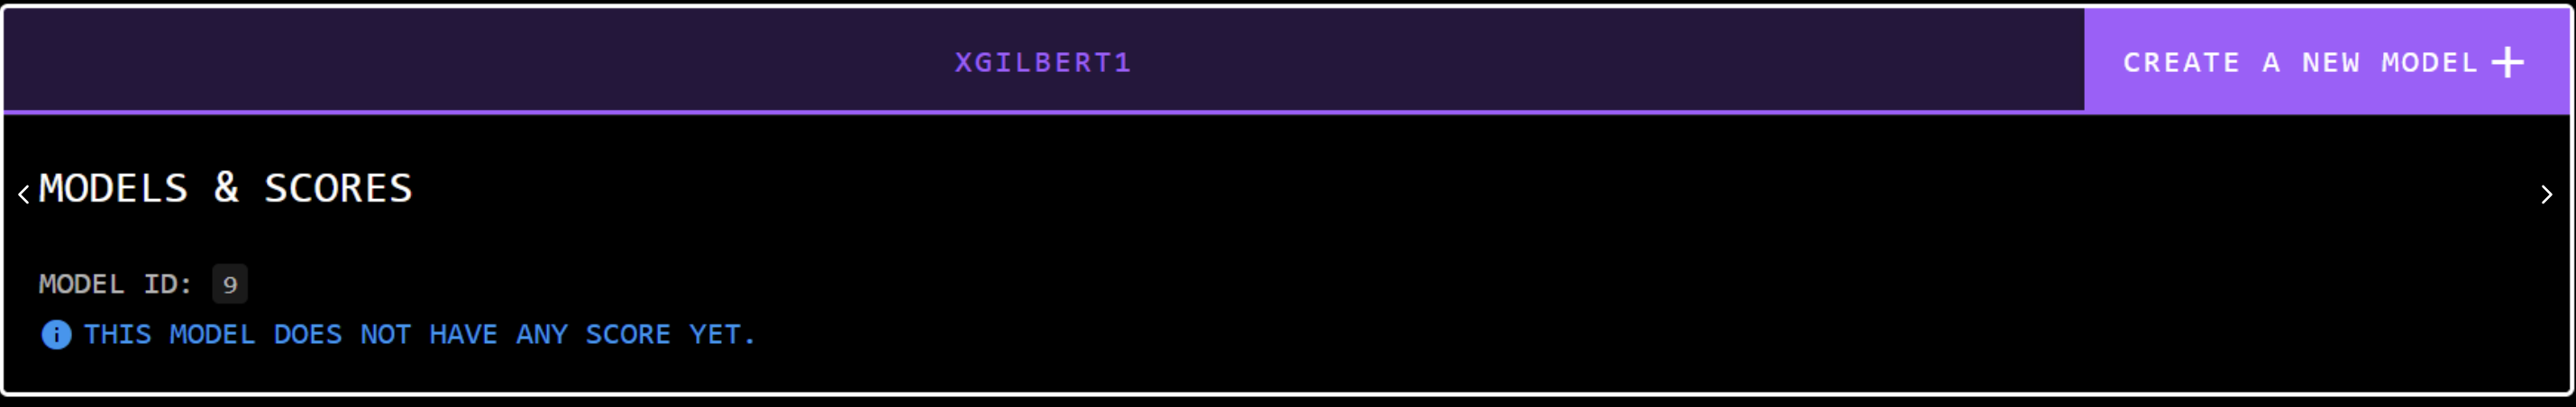 XGILBERT1
CREATE A NEW MODEL
MODELS & SCORES
MODEL ID: 9
THIS MODEL DOES NOT HAVE ANY SCORE YET.